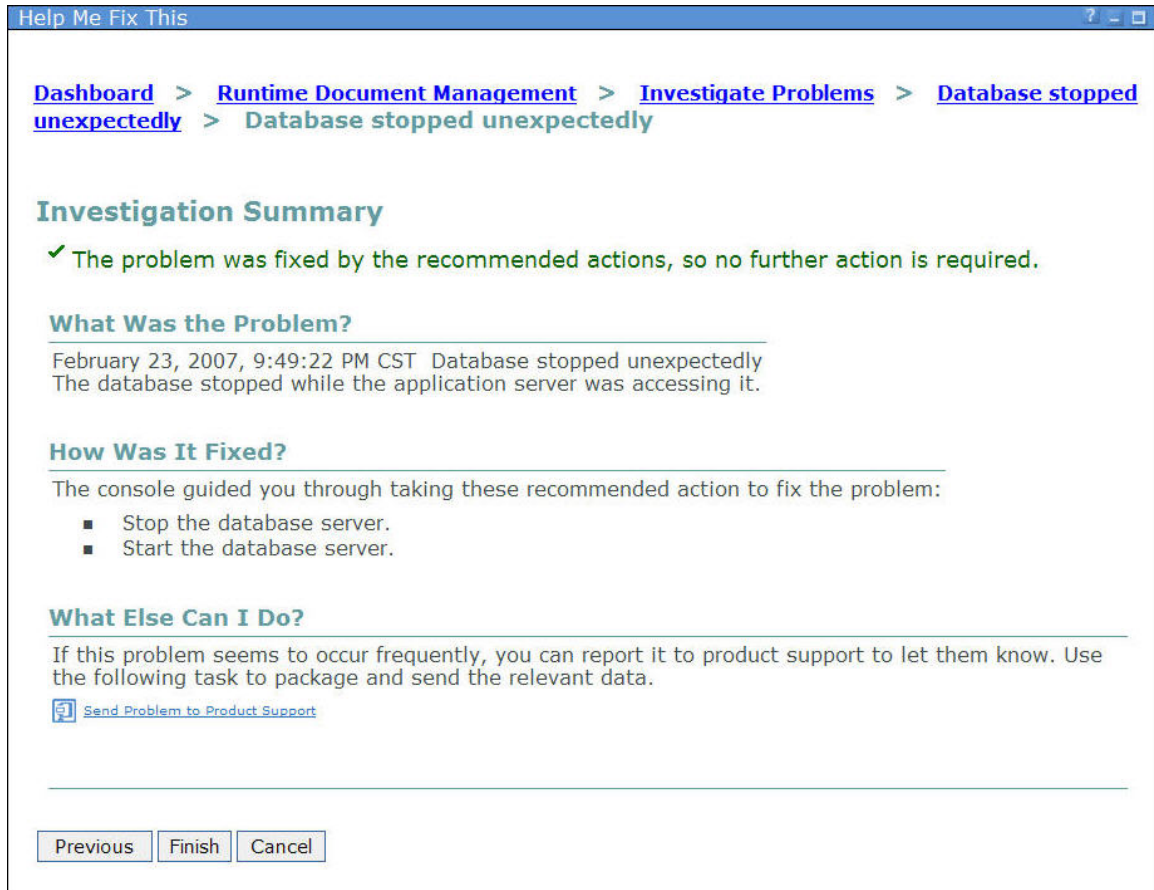 Help Me Fix This
?
Dashboard > Runtime Document Management > Investigate Problems > Database stopped
unexpectedly > Database stopped unexpectedly
Investigation Summary
✓ The problem was fixed by the recommended actions, so no further action is required.
What Was the Problem?
February 23, 2007, 9:49:22 PM CST Database stopped unexpectedly
The database stopped while the application server was accessing it.
How Was It Fixed?
The console guided you through taking these recommended action to fix the problem:
▪ Stop the database server.
▪ Start the database server.
What Else Can I Do?
If this problem seems to occur frequently, you can report it to product support to let them know. Use
the following task to package and send the relevant data.
Send Problem to Product Support
Previous Finish Cancel